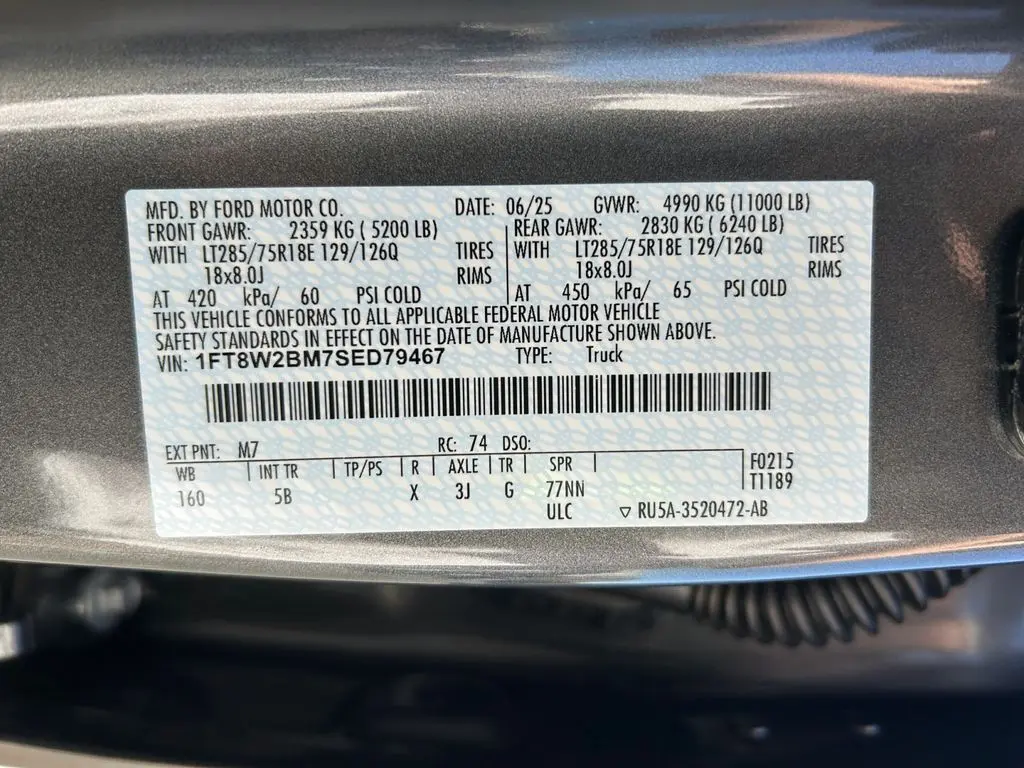 MFD. BY FORD MOTOR CO. DATE: 06/25 GVWR: 4990 KG (11000 LB)
FRONT GAWR: 2359 KG ( 5200 LB) REAR GAWR: 2830 KG ( 6240 LB)
WITH LT285/75R18E 129/126Q TIRES WITH LT285/75R18E 129/126Q TIRES
18x8.0J RIMS 18x8.0J RIMS
AT 420 kPa/ 60 PSI COLD AT 450 kPa/ 65 PSI COLD
THIS VEHICLE CONFORMS TO ALL APPLICABLE FEDERAL MOTOR VEHICLE
SAFETY STANDARDS IN EFFECT ON THE DATE OF MANUFACTURE SHOWN ABOVE.
VIN: 1FT8W2BM7SED79467 TYPE: Truck
EXT PNT: M7 RC: 74 DSO:
WB INT TR TP/PS R AXLE TR SPR F0215
160 5B X 3J G 77NN T1189
ULC ▽ RU5A-3520472-AB